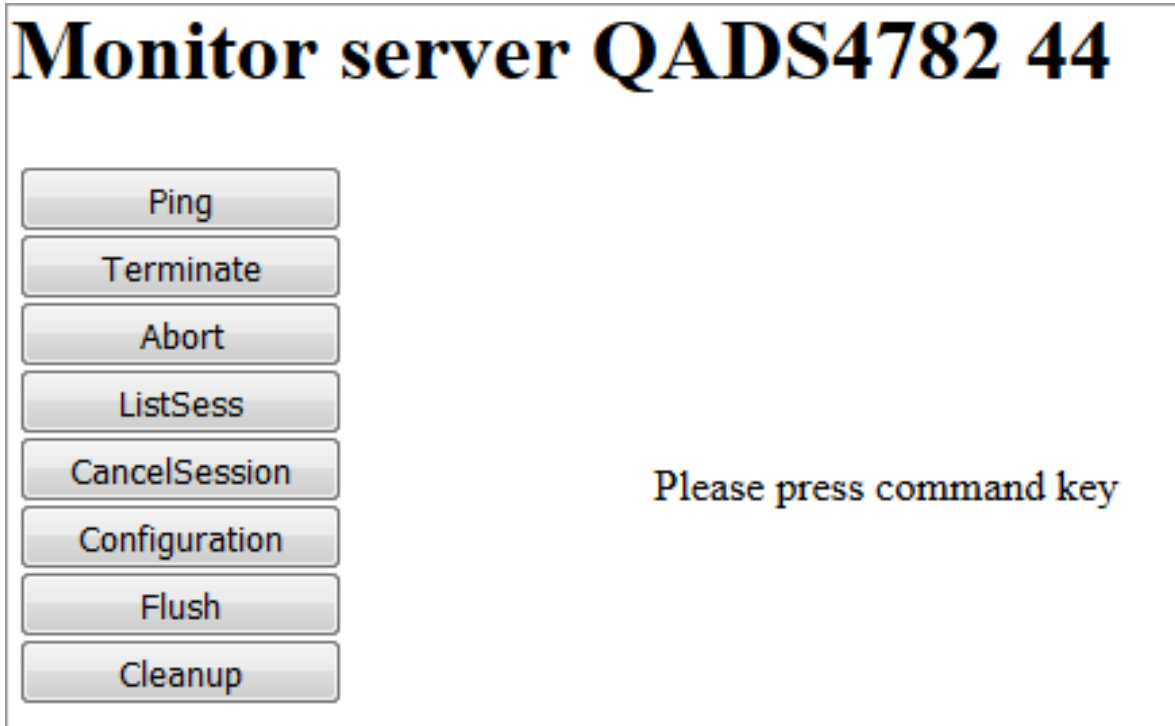 Monitor server QADS4782 44
Ping
Terminate
Abort
ListSess
CancelSession
Please press command key
Configuration
Flush
Cleanup